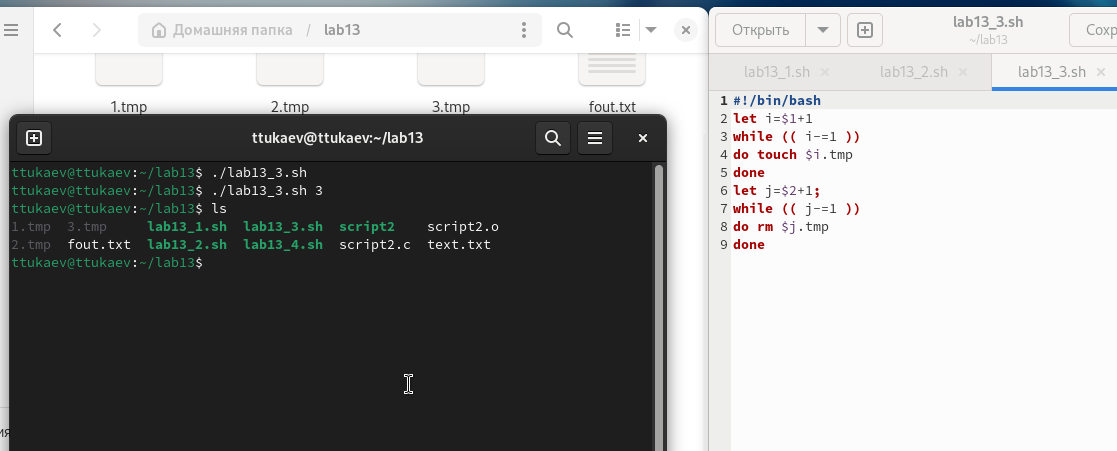 Домашняя папка / lab13
1.tmp 2.tmp 3.tmp fout.txt
ttukaev@ttukaev:~/lab13
ttukaev@ttukaev:~/lab13$ ./lab13_3.sh
ttukaev@ttukaev:~/lab13$ ./lab13_3.sh 3
ttukaev@ttukaev:~/lab13$ ls
1.tmp 3.tmp lab13_1.sh lab13_3.sh script2 script2.o
2.tmp fout.txt lab13_2.sh lab13_4.sh script2.c text.txt
ttukaev@ttukaev:~/lab13$
Открыть
lab13_3.sh
~/lab13
lab13_1.sh lab13_2.sh lab13_3.sh
1 #!/bin/bash
2 let i=$1+1
3 while (( i-=1 ))
4 do touch $i.tmp
5 done
6 let j=$2+1;
7 while (( j-=1 ))
8 do rm $j.tmp
9 done